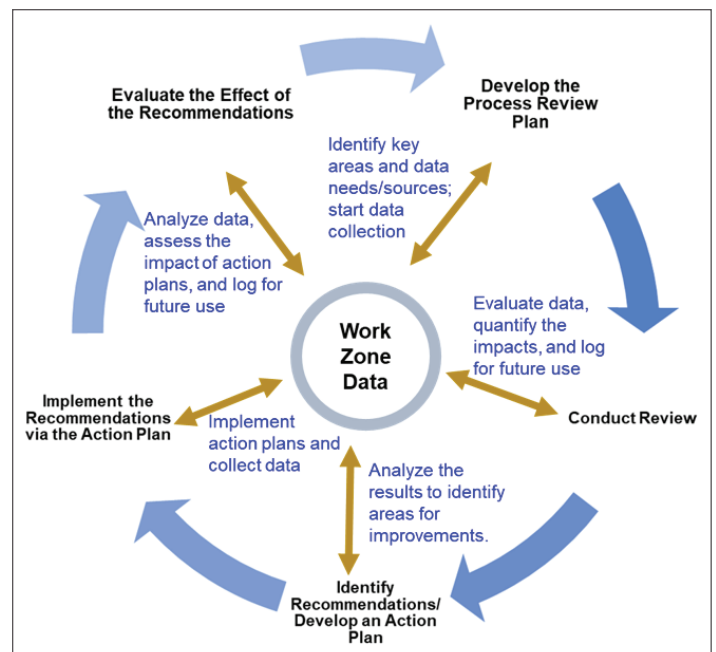 Evaluate the Effect of
the Recommendations
Develop the
Process Review
Plan
Identify key
areas and data
needs/sources;
start data
collection
Analyze data,
assess the
impact of action
plans, and log for
future use
Work
Zone
Data
Evaluate data,
quantify the
impacts, and log
for future use
Implement the
Recommendations
via the Action Plan
Implement
action plans and
collect data
Conduct Review
Analyze the
results to identify
areas for
improvements.
Identify
Recommendations/
Develop an Action
Plan